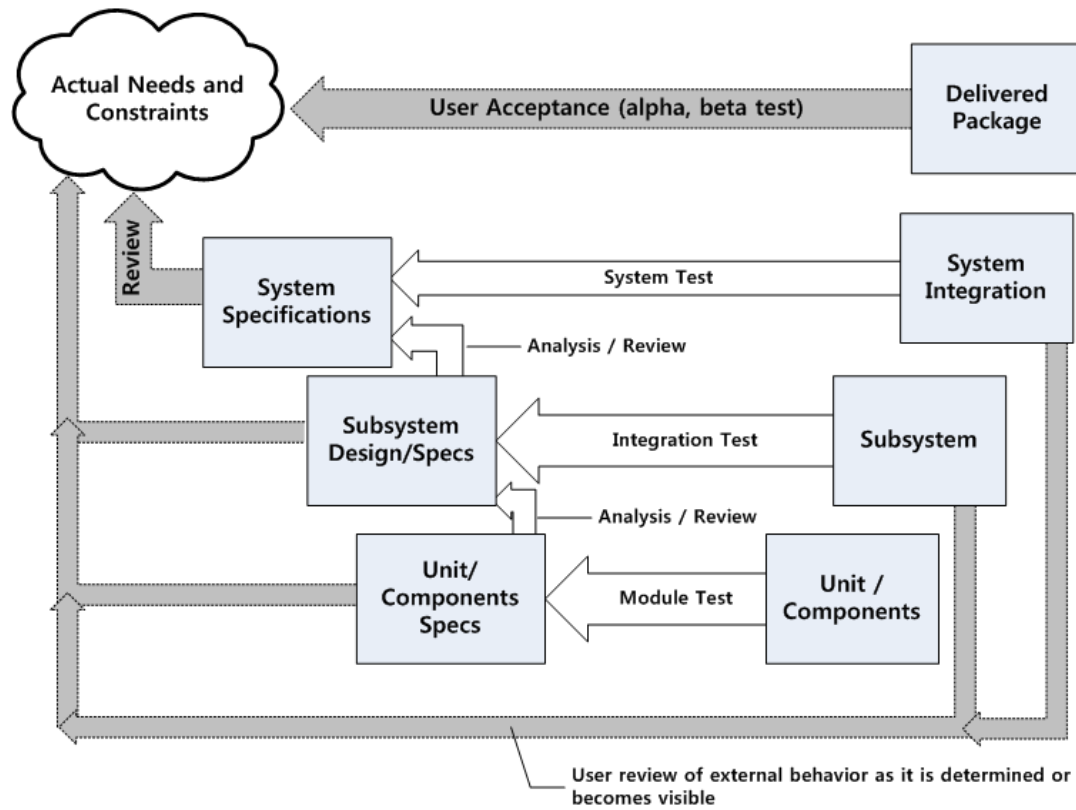 Actual Needs and
Constraints
User Acceptance (alpha, beta test)
Delivered
Package
Review
System
Specifications
System Test
System
Integration
Analysis / Review
Subsystem
Design/Specs
Integration Test
Subsystem
Analysis / Review
Unit/
Components
Specs
Module Test
Unit /
Components
User review of external behavior as it is determined or
becomes visible